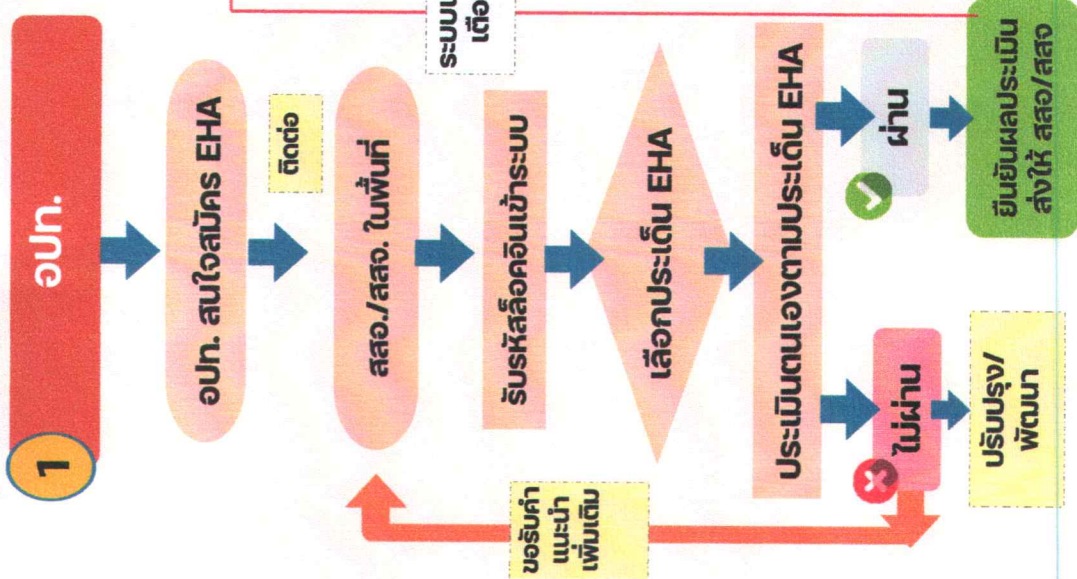 1
อปท.
อปท. สนใจสมัคร EHA
ติดต่อ
สสอ./สสจ. ในพื้นที่
รับรหัสล็อคอินเข้าระบบ
เลือกประเด็น EHA
ประเมินตนเองตามประเด็น EHA
ไม่ผ่าน
ผ่าน
ปรับปรุง/
พัฒนา
ยืนยันผลประเมิน
ส่งให้ สสอ/สสจ
ขอรับคำ
แนะนำ
เพิ่มเติม